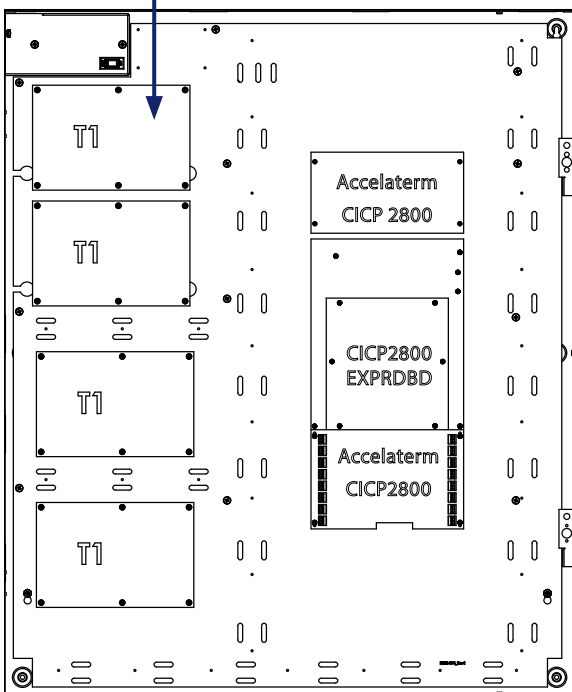 T1
Accelaterm
CICP 2800
T1
CICP2800
EXPRDBD
T1
Accelaterm
CICP2800
T1